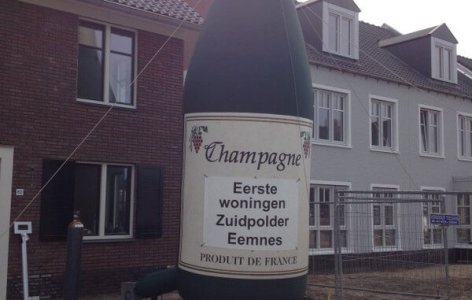 Champagne
Eerste
woningen
Zuidpolder
Eemnes
PRODUIT DE FRANCE